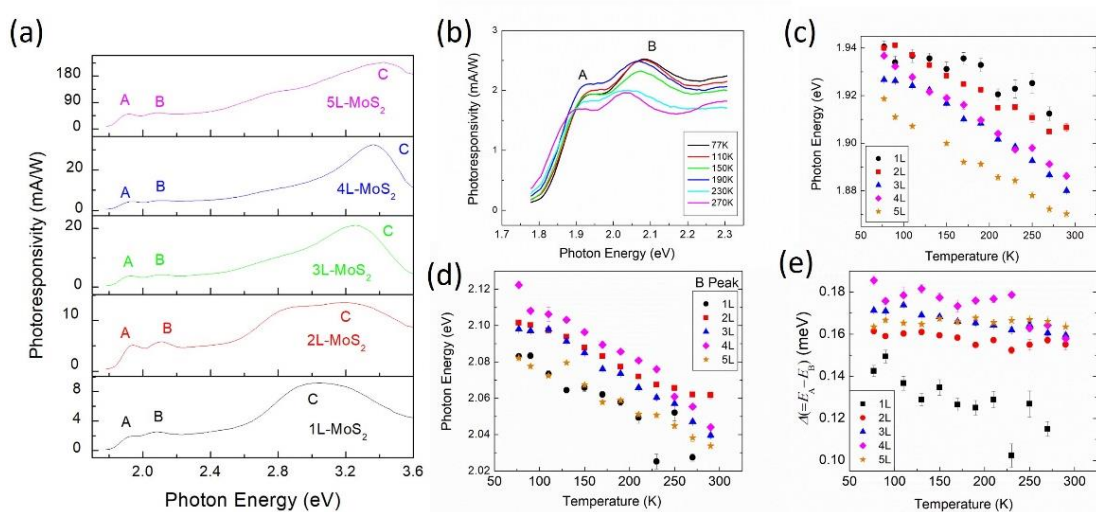 (a)
Photoresponsivity (mA/W)
180
90
0
A
B
C
5L-MoS2
20
0
A
B
C
4L-MoS2
20
10
0
A
B
C
3L-MoS2
10
5
0
A
B
C
2L-MoS2
8
4
0
A
B
C
1L-MoS2
2.0 2.4 2.8 3.2 3.6
Photon Energy (eV)
(b)
Photoresponsivity (mA/W)
3
2.5
2
1.5
1
0.5
0
A
B
77K
110K
150K
190K
230K
270K
1.7 1.8 1.9 2 2.1 2.2 2.3
Photon Energy (eV)
(c)
Photon Energy (eV)
1.94
1.92
1.90
1.88
1L
2L
3L
4L
5L
50 100 150 200 250 300
Temperature (K)
(d)
Photon Energy (eV)
2.12
2.10
2.08
2.06
2.04
2.02
B Peak
1L
2L
3L
4L
5L
50 100 150 200 250 300
Temperature (K)
(e)
Δ(=EA−EB) (meV)
0.18
0.16
0.14
0.12
0.10
1L
2L
3L
4L
5L
50 100 150 200 250 300
Temperature (K)